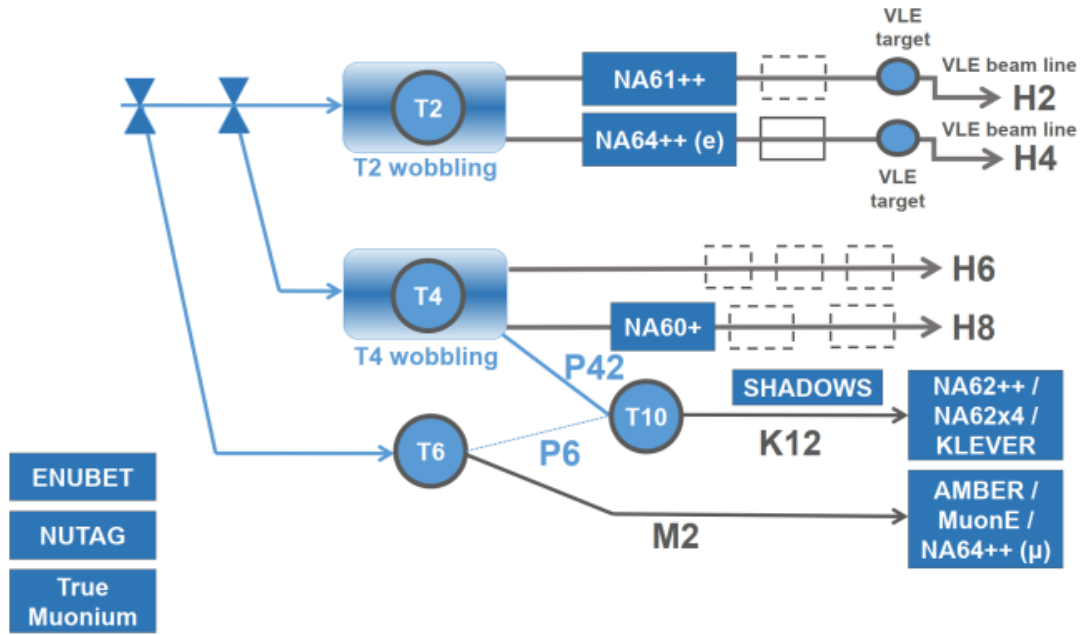 VLE
target
VLE beam line
NA61++
H2
T2
VLE beam line
NA64++ (e)
H4
T2 wobbling
VLE
target
H6
T4
NA60+
H8
T4 wobbling
P42
SHADOWS
NA62++ /
NA62x4 /
KLEVER
T10
K12
T6
P6
ENUBET
AMBER /
MuonE /
NA64++ (μ)
NUTAG
M2
True
Muonium